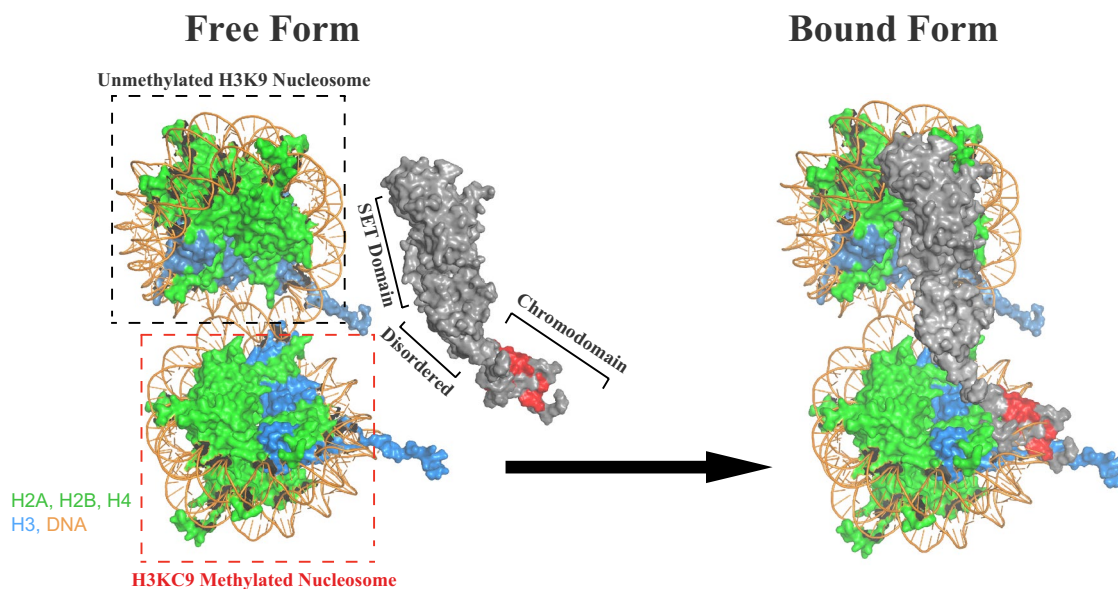 Free Form
Bound Form
Unmethylated H3K9 Nucleosome
SET Domain
Disordered
Chromodomain
H2A, H2B, H4
H3, DNA
H3KC9 Methylated Nucleosome